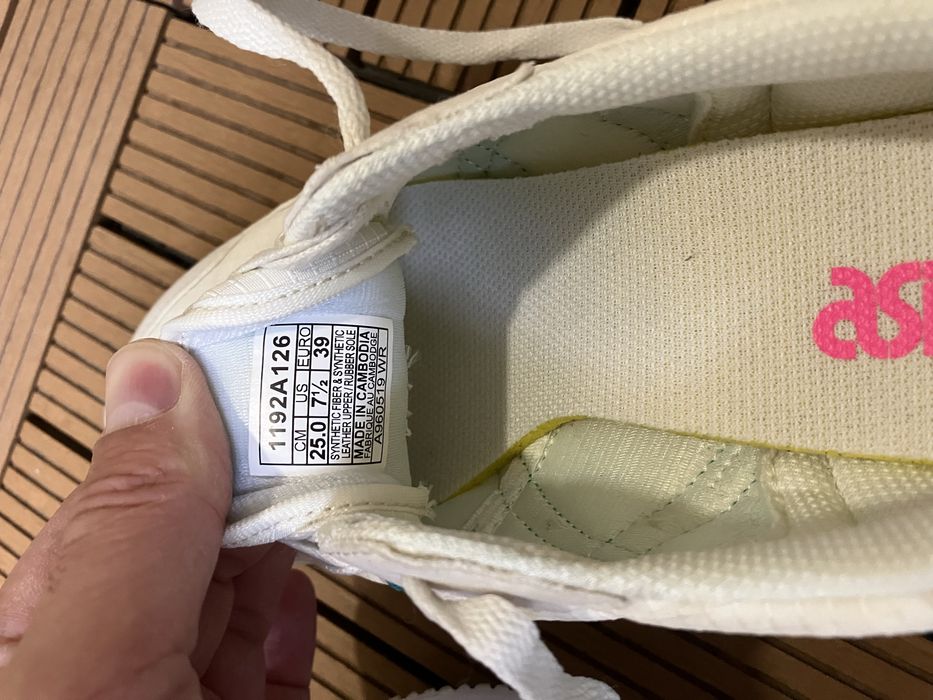 1192A126
CM US EURO
25.0 7½ 39
SYNTHETIC FIBER & SYNTHETIC
LEATHER UPPER / RUBBER SOLE
MADE IN CAMBODIA
FABRIQUE AU CAMBODGE
A960519 WR
as